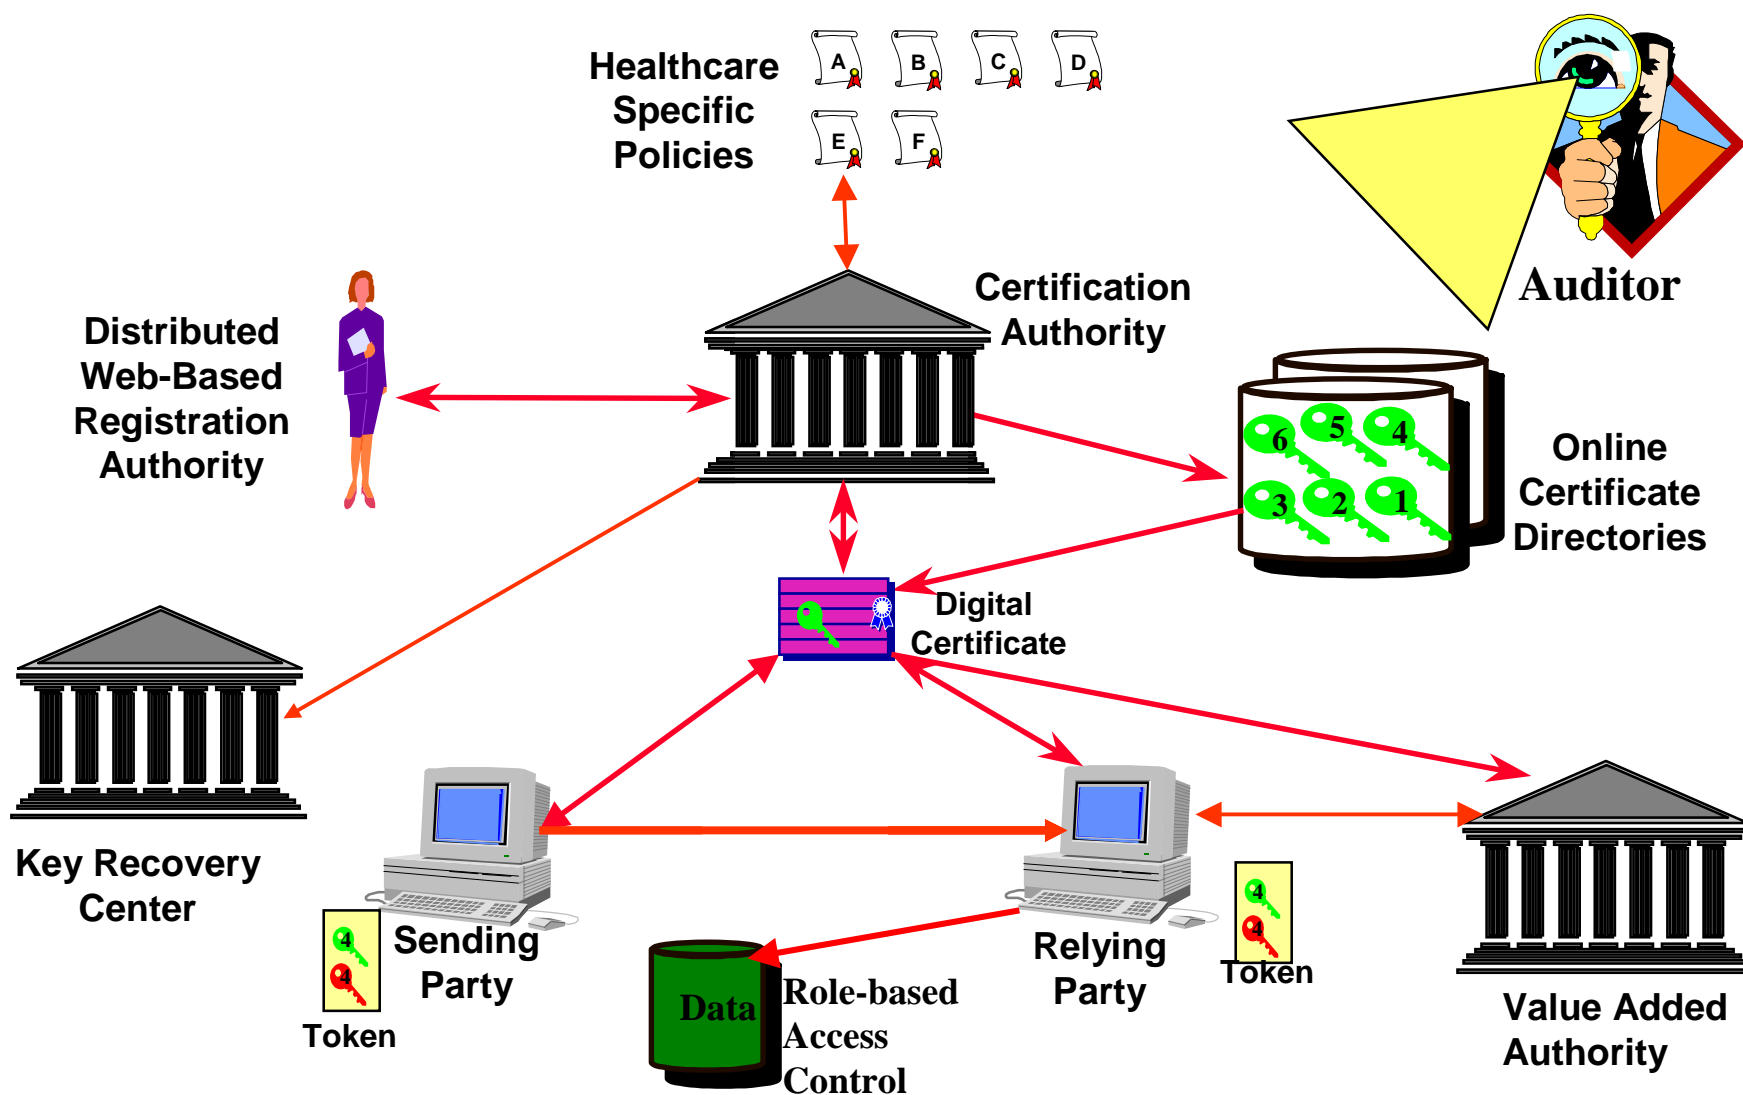 Healthcare
Specific
Policies
A
B
C
D
E
F
Auditor
Certification
Authority
Distributed
Web-Based
Registration
Authority
6
5
4
3
2
1
Online
Certificate
Directories
Digital
Certificate
Key Recovery
Center
4
4
Token
Sending
Party
Data
Role-based
Access
Control
Relying
Party
4
4
Token
Value Added
Authority